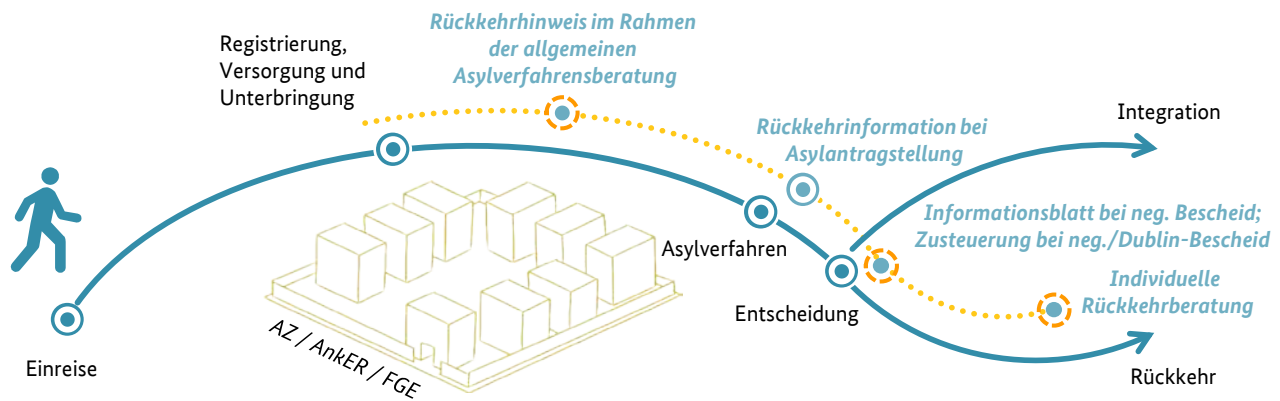 Rückkehrhinweis im Rahmen
der allgemeinen
Asylverfahrensberatung
Registrierung,
Versorgung und
Unterbringung
Integration
Rückkehrinformation bei
Asylantragstellung
Informationsblatt bei neg. Bescheid;
Zusteuerung bei neg./Dublin-Bescheid
Asylverfahren
Individuelle
Rückkehrberatung
Entscheidung
AZ / AnkER / FGE
Einreise
Rückkehr